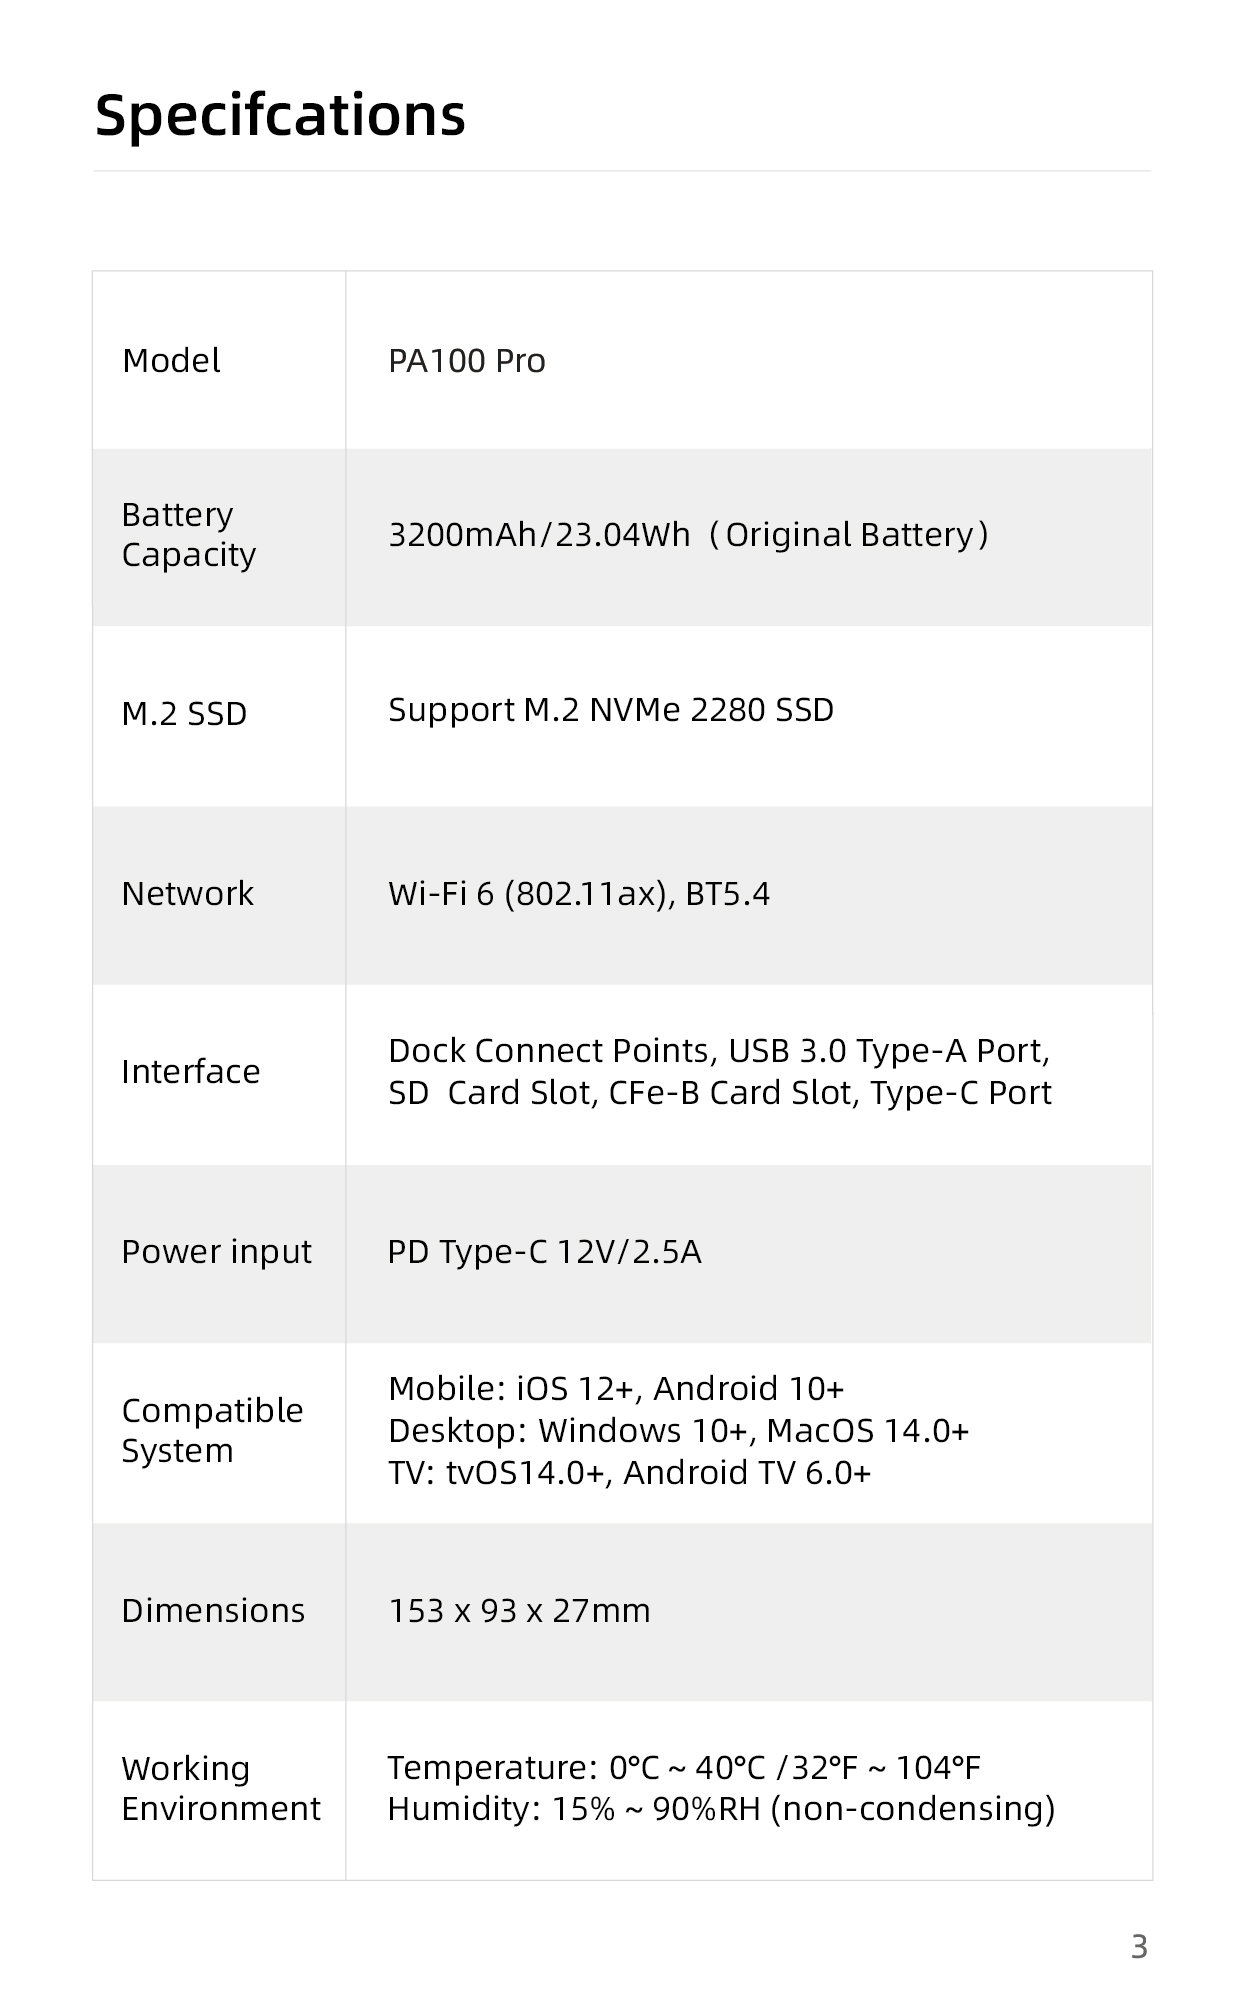 Specifcations
Model
PA100 Pro
Battery
Capacity
3200mAh/23.04Wh (Original Battery)
M.2 SSD
Support M.2 NVMe 2280 SSD
Network
Wi-Fi 6 (802.11ax), BT5.4
Interface
Dock Connect Points, USB 3.0 Type-A Port,
SD Card Slot, CFe-B Card Slot, Type-C Port
Power input
PD Type-C 12V/2.5A
Compatible
System
Mobile: iOS 12+, Android 10+
Desktop: Windows 10+, MacOS 14.0+
TV: tvOS14.0+, Android TV 6.0+
Dimensions
153 x 93 x 27mm
Working
Environment
Temperature: 0°C ~ 40°C /32°F ~ 104°F
Humidity: 15% ~ 90%RH (non-condensing)
3